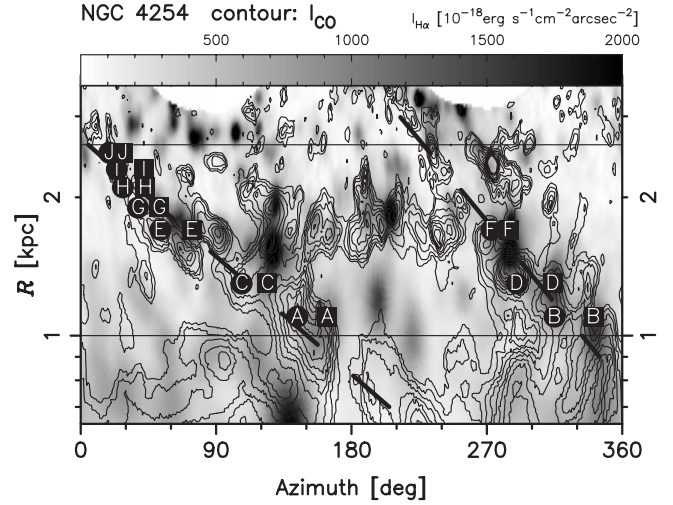 NGC 4254 contour: I_CO I_Hα [10^-18 erg s^-1 cm^-2 arcsec^-2]
500 1000 1500 2000
J J
I I
H H
G G
E E F F
C C D D
A A B B
2 2
1 1
R [kpc]
0 90 180 270 360
Azimuth [deg]